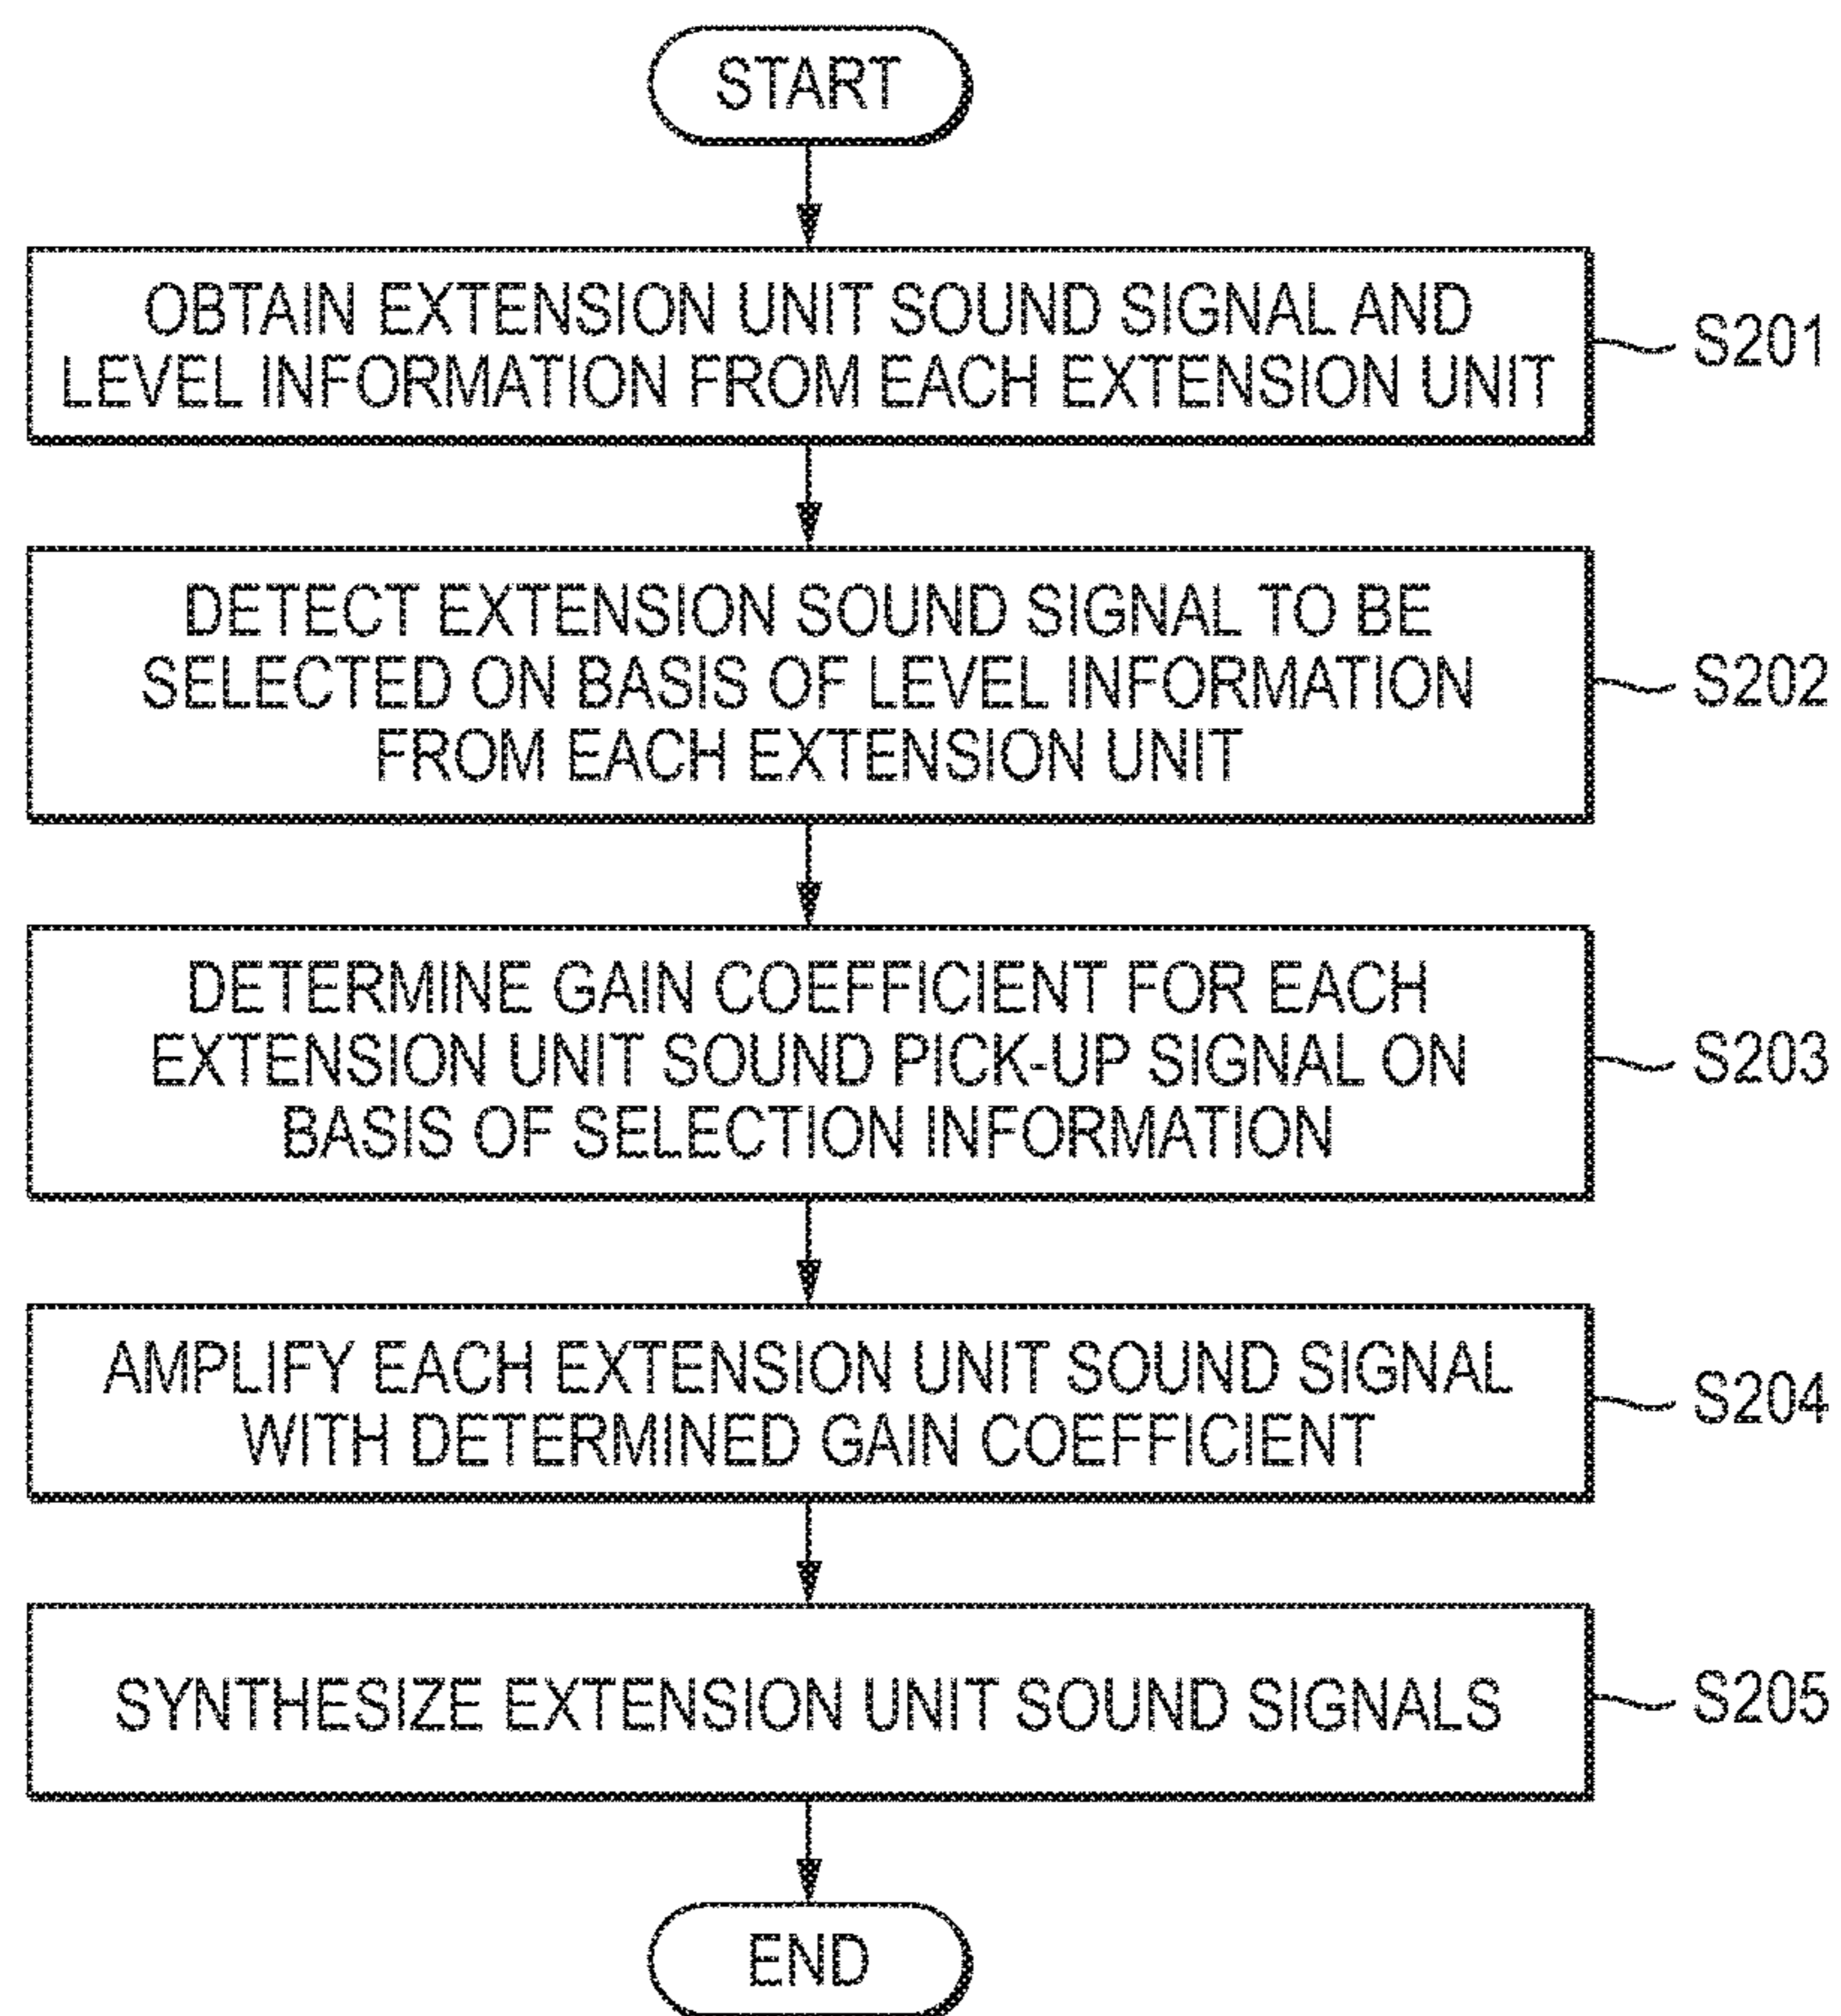 START
OBTAIN EXTENSION UNIT SOUND SIGNAL AND
LEVEL INFORMATION FROM EACH EXTENSION UNIT
S201
DETECT EXTENSION SOUND SIGNAL TO BE
SELECTED ON BASIS OF LEVEL INFORMATION
FROM EACH EXTENSION UNIT
S202
DETERMINE GAIN COEFFICIENT FOR EACH
EXTENSION UNIT SOUND PICK-UP SIGNAL ON
BASIS OF SELECTION INFORMATION
S203
AMPLIFY EACH EXTENSION UNIT SOUND SIGNAL
WITH DETERMINED GAIN COEFFICIENT
S204
SYNTHESIZE EXTENSION UNIT SOUND SIGNALS
S205
END